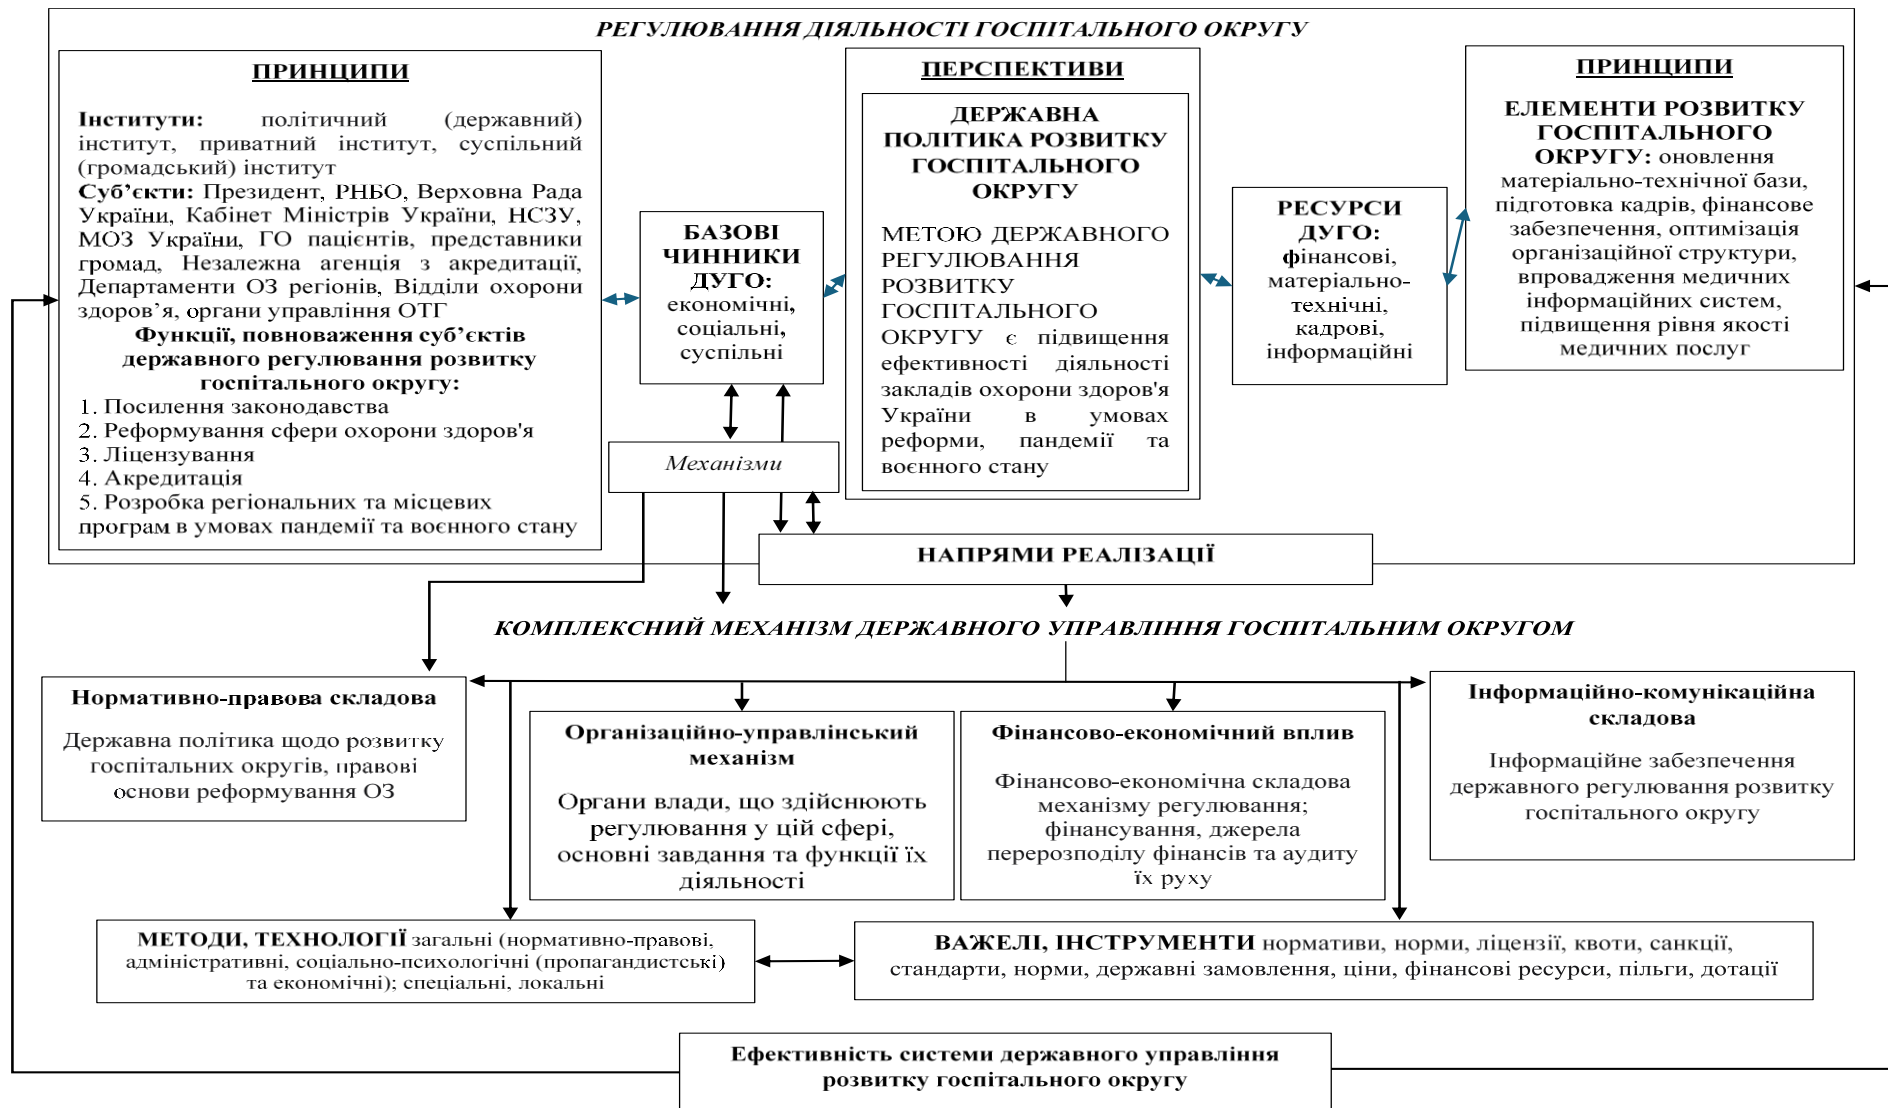 РЕГУЛЮВАННЯ ДІЯЛЬНОСТІ ГОСПІТАЛЬНОГО ОКРУГУ
ПРИНЦИПИ
Інститути: політичний (державний)
інститут, приватний інститут, суспільний
(громадський) інститут
Суб’єкти: Президент, РНБО, Верховна Рада
України, Кабінет Міністрів України, НСЗУ,
МОЗ України, ГО пацієнтів, представники
громад, Незалежна агенція з акредитації,
Департаменти ОЗ регіонів, Відділи охорони
здоров’я, органи управління ОТГ
Функції, повноваження суб’єктів
державного регулювання розвитку
госпітального округу:
1. Посилення законодавства
2. Реформування сфери охорони здоров'я
3. Ліцензування
4. Акредитація
5. Розробка регіональних та місцевих
програм в умовах пандемії та воєнного стану
БАЗОВІ
ЧИННИКИ
ДУГО:
економічні,
соціальні,
суспільні
Механізми
ПЕРСПЕКТИВИ
ДЕРЖАВНА
ПОЛІТИКА РОЗВИТКУ
ГОСПІТАЛЬНОГО
ОКРУГУ
МЕТОЮ ДЕРЖАВНОГО
РЕГУЛЮВАННЯ
РОЗВИТКУ
ГОСПІТАЛЬНОГО
ОКРУГУ є підвищення
ефективності діяльності
закладів охорони здоров'я
України в умовах
реформи, пандемії та
воєнного стану
РЕСУРСИ
ДУГО:
фінансові,
матеріально-
технічні,
кадрові,
інформаційні
ПРИНЦИПИ
ЕЛЕМЕНТИ РОЗВИТКУ
ГОСПІТАЛЬНОГО
ОКРУГУ: оновлення
матеріально-технічної бази,
підготовка кадрів, фінансове
забезпечення, оптимізація
організаційної структури,
впровадження медичних
інформаційних систем,
підвищення рівня якості
медичних послуг
НАПРЯМИ РЕАЛІЗАЦІЇ
КОМПЛЕКСНИЙ МЕХАНІЗМ ДЕРЖАВНОГО УПРАВЛІННЯ ГОСПІТАЛЬНИМ ОКРУГОМ
Нормативно-правова складова
Державна політика щодо розвитку
госпітальних округів, правові
основи реформування ОЗ
Організаційно-управлінський
механізм
Органи влади, що здійснюють
регулювання у цій сфері,
основні завдання та функції їх
діяльності
Фінансово-економічний вплив
Фінансово-економічна складова
механізму регулювання;
фінансування, джерела
перерозподілу фінансів та аудиту
їх руху
Інформаційно-комунікаційна
складова
Інформаційне забезпечення
державного регулювання розвитку
госпітального округу
МЕТОДИ, ТЕХНОЛОГІЇ загальні (нормативно-правові,
адміністративні, соціально-психологічні (пропагандистські)
та економічні); спеціальні, локальні
ВАЖЕЛІ, ІНСТРУМЕНТИ нормативи, норми, ліцензії, квоти, санкції,
стандарти, норми, державні замовлення, ціни, фінансові ресурси, пільги, дотації
Ефективність системи державного управління
розвитку госпітального округу